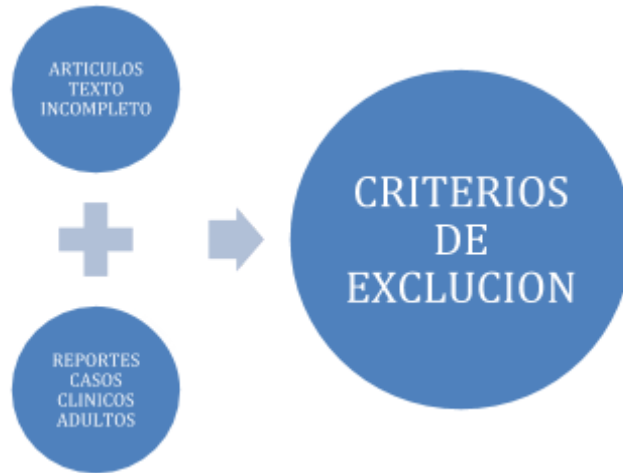 ARTICULOS
TEXTO
INCOMPLETO
REPORTES
CASOS
CLINICOS
ADULTOS
CRITERIOS
DE
EXCLUCION